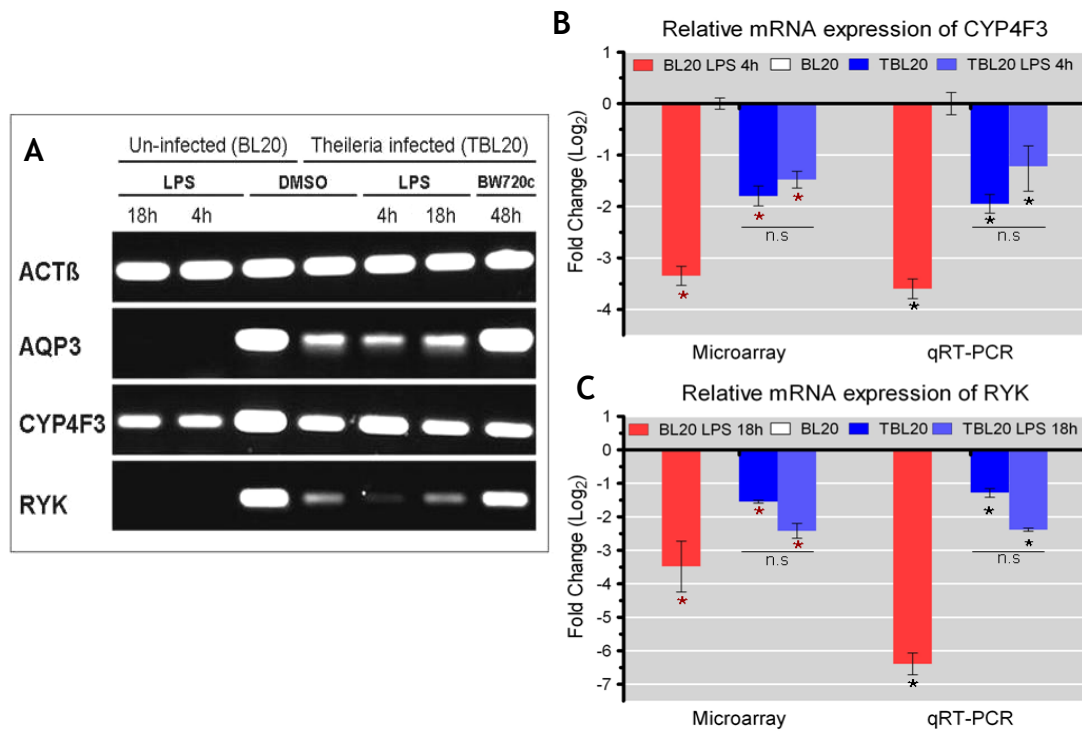 A
Un-infected (BL20) Theileria infected (TBL20)
LPS DMSO LPS BW720c
18h 4h 4h 18h 48h
ACTß
AQP3
CYP4F3
RYK
B
Relative mRNA expression of CYP4F3
BL20 LPS 4h BL20 TBL20 TBL20 LPS 4h
Fold Change (Log2)
1
0
-1
-2
-3
-4
* * * * * *
n.s n.s
Microarray qRT-PCR
C
Relative mRNA expression of RYK
BL20 LPS 18h BL20 TBL20 TBL20 LPS 18h
Fold Change (Log2)
1
0
-1
-2
-3
-4
-5
-6
-7
* * * * * *
n.s n.s
Microarray qRT-PCR